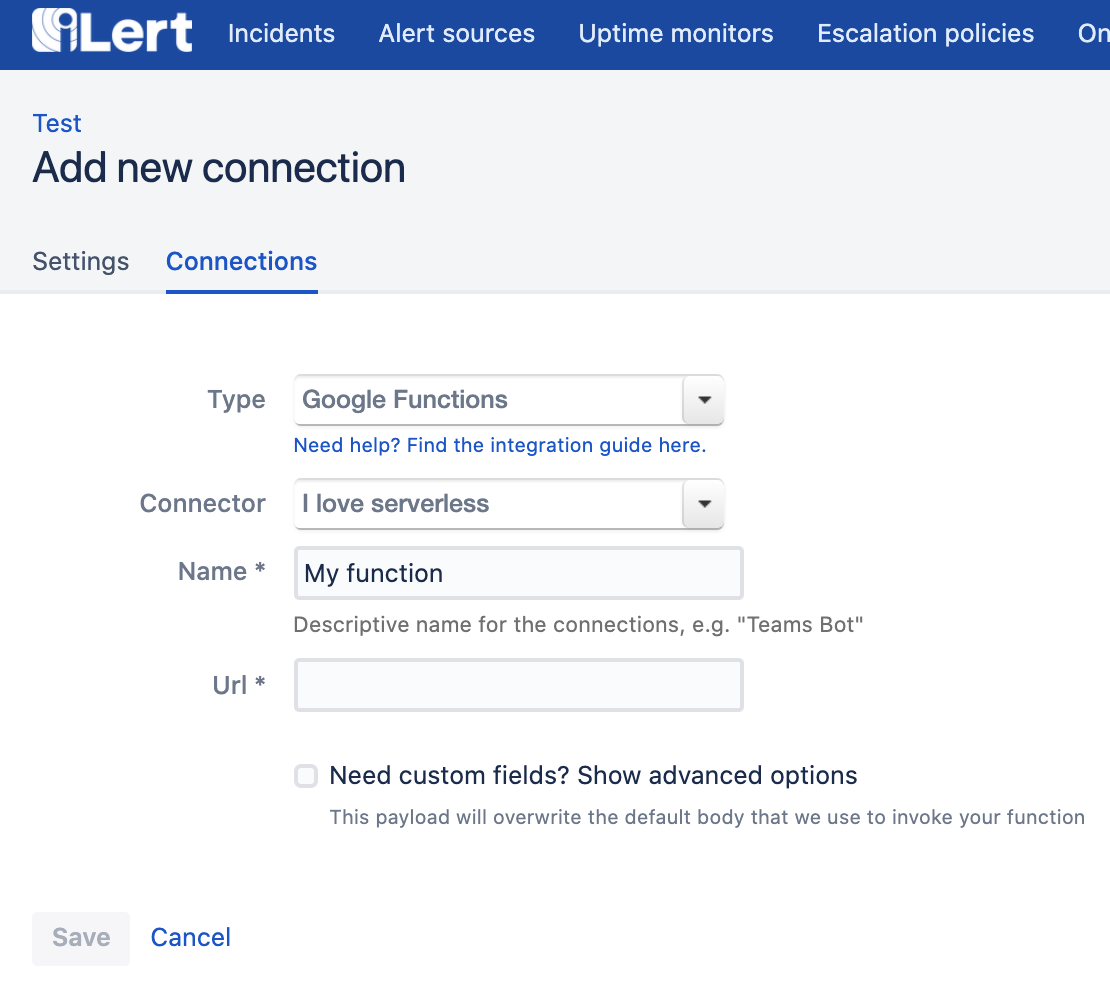 iLert Incidents Alert sources Uptime monitors Escalation policies On
Test
Add new connection
Settings Connections
Type Google Functions
Need help? Find the integration guide here.
Connector I love serverless
Name * My function
Descriptive name for the connections, e.g. "Teams Bot"
Url *
Need custom fields? Show advanced options
This payload will overwrite the default body that we use to invoke your function
Save Cancel